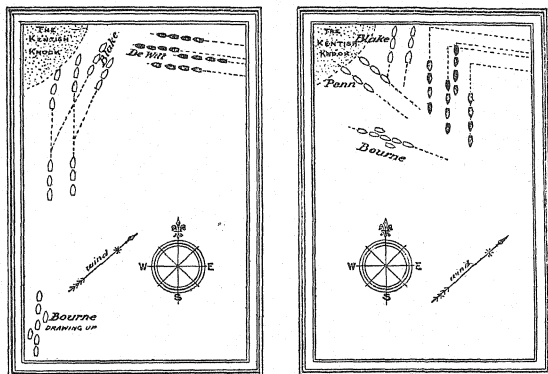 THE
KENTISH
KNOCK
Blake
De Witt
wind
W
E
S
Bourne
DRAWING UP
THE
KENTISH
KNOCK
Blake
Penn
Bourne
W
E
S
wind